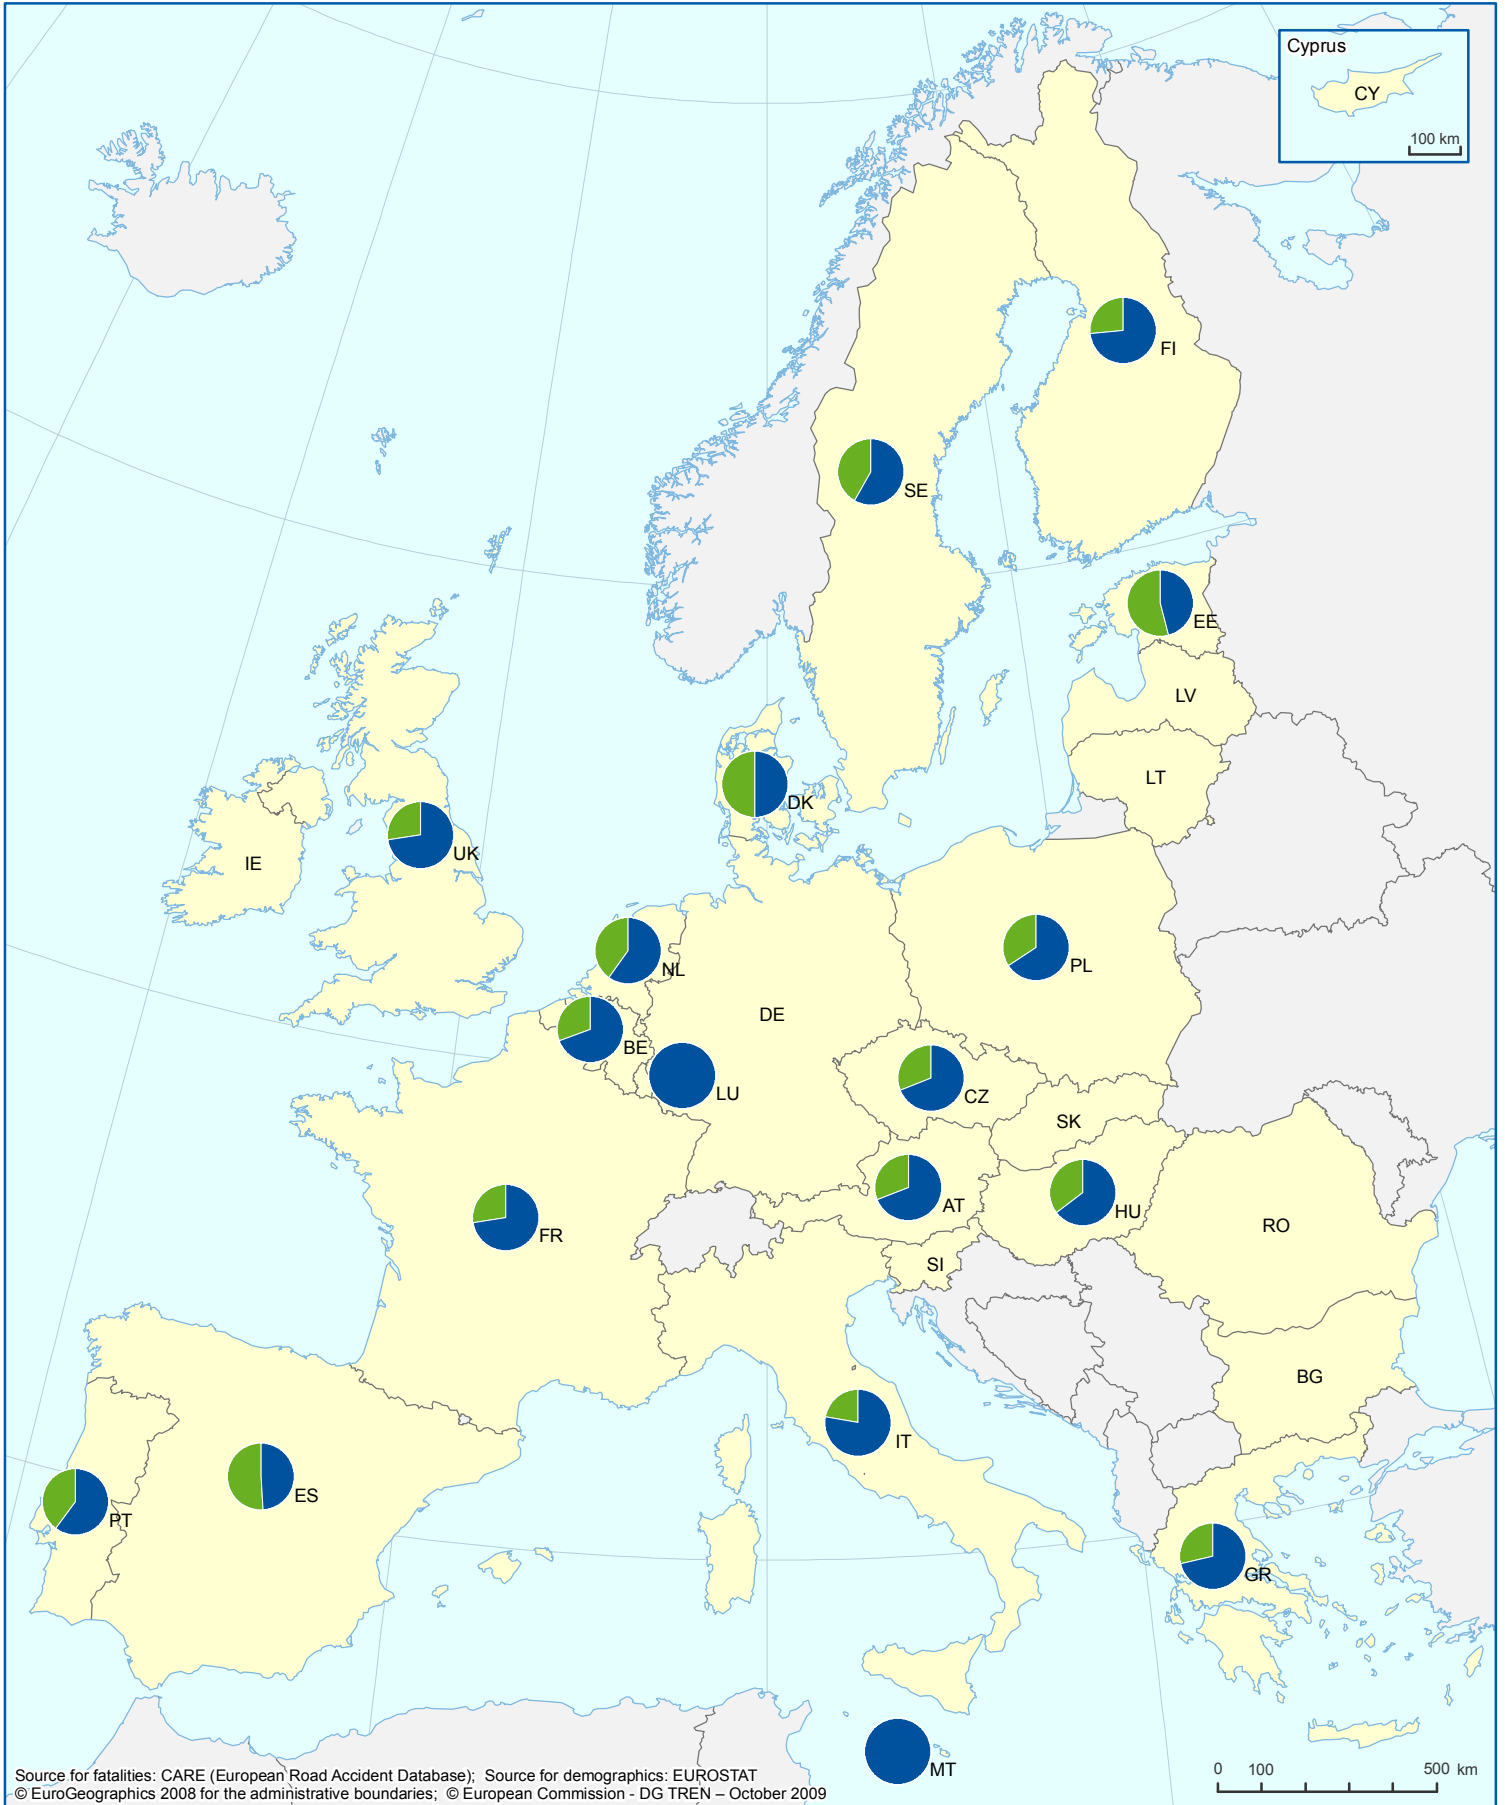 Cyprus
CY
100 km
FI
SE
EE
LV
LT
DK
UK
IE
NL
PL
DE
BE
LU
CZ
SK
AT
HU
FR
RO
SI
BG
IT
ES
PT
GR
MT
0 100 500 km
Source for fatalities: CARE (European Road Accident Database); Source for demographics: EUROSTAT
© EuroGeographics 2008 for the administrative boundaries; © European Commission - DG TREN – October 2009